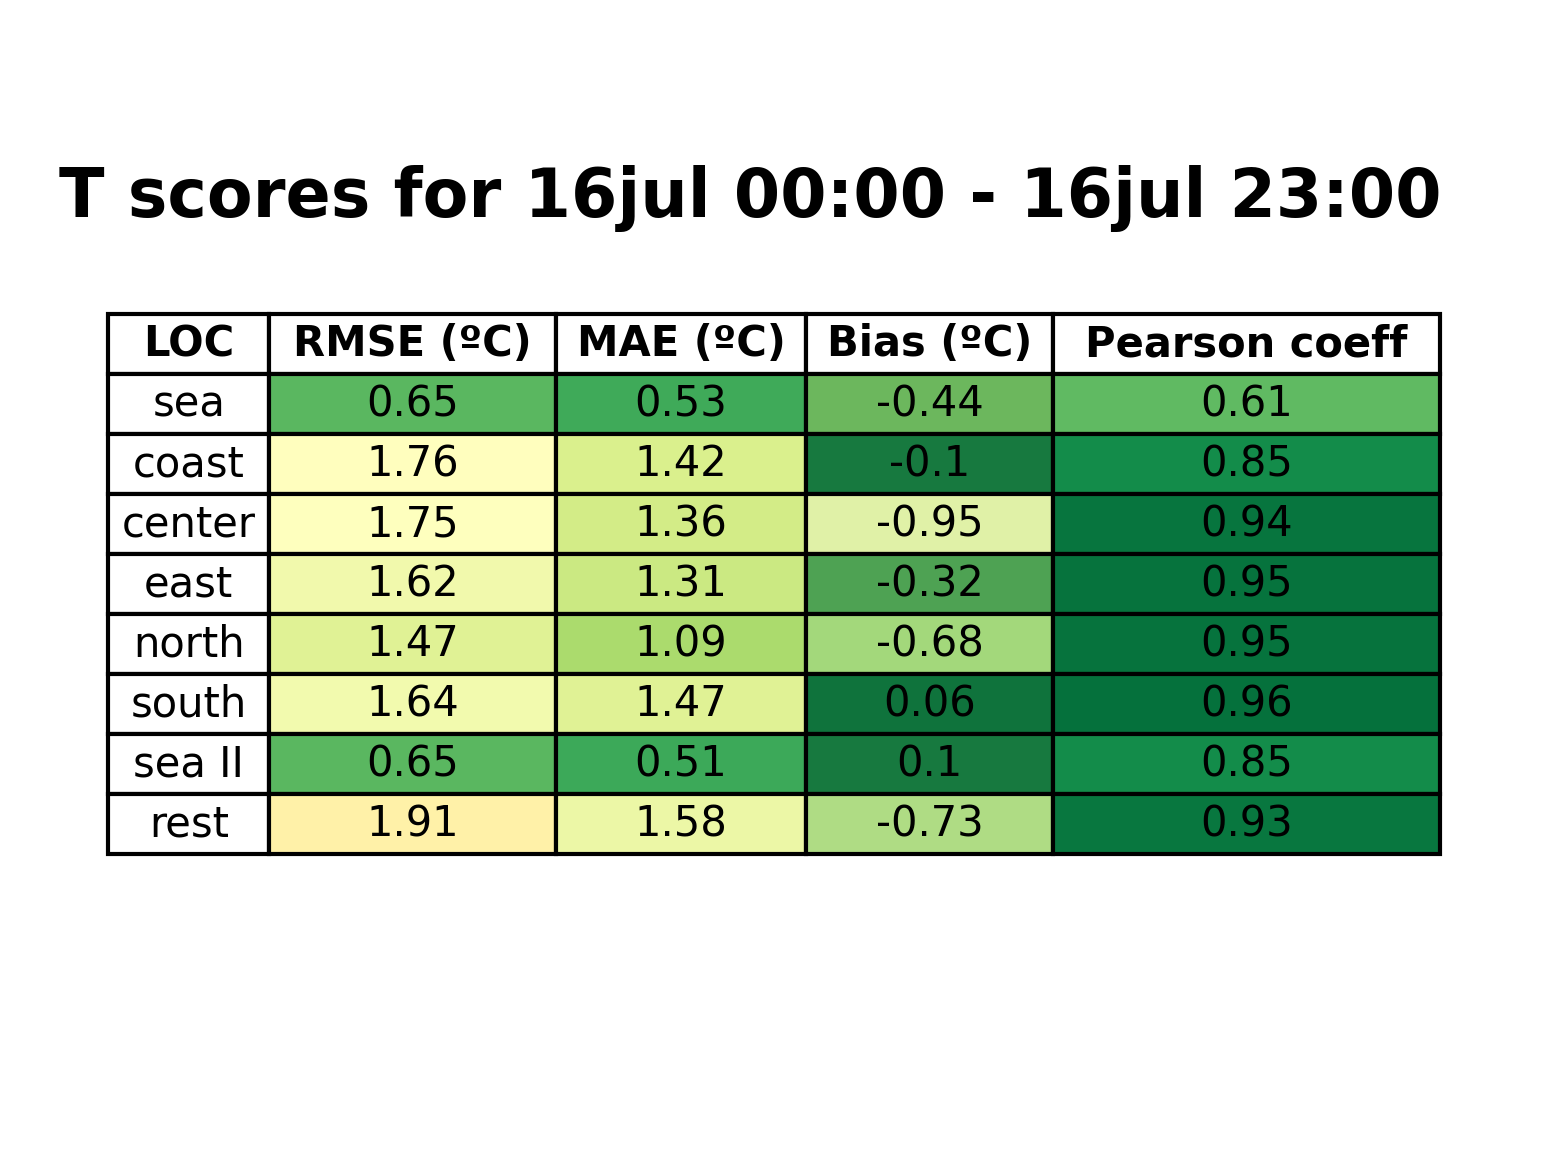 T scores for 16jul 00:00 - 16jul 23:00
LOC RMSE (ºC) MAE (ºC) Bias (ºC) Pearson coeff
sea 0.65 0.53 -0.44 0.61
coast 1.76 1.42 -0.1 0.85
center 1.75 1.36 -0.95 0.94
east 1.62 1.31 -0.32 0.95
north 1.47 1.09 -0.68 0.95
south 1.64 1.47 0.06 0.96
sea II 0.65 0.51 0.1 0.85
rest 1.91 1.58 -0.73 0.93